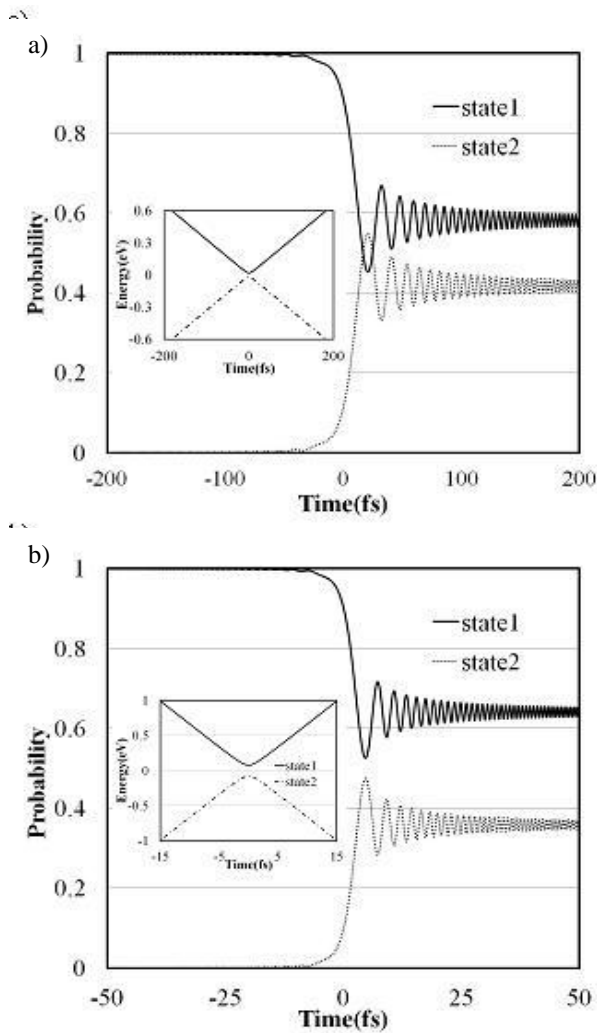 a)
1
0.8
0.6
0.4
0.2
0
Probability
state1
state2
0.6
0.3
0
-0.3
-0.6
Energy(eV)
-200 0 200
Time(fs)
-200 -100 0 100 200
Time(fs)
b)
1
0.8
0.6
0.4
0.2
0
Probability
state1
state2
1
0.5
0
-0.5
-1
Energy(eV)
state1
state2
-15 -5 5 15
Time(fs)
-50 -25 0 25 50
Time(fs)